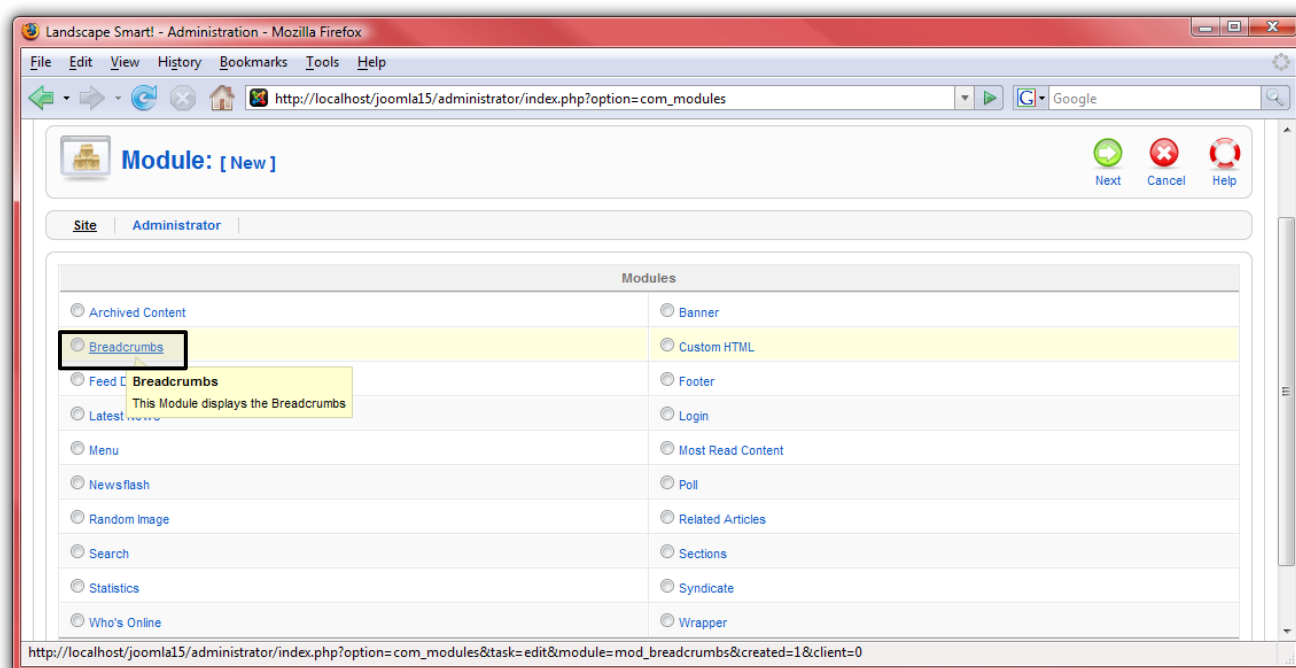 Landscape Smart! - Administration - Mozilla Firefox
File Edit View History Bookmarks Tools Help
http://localhost/joomla15/administrator/index.php?option=com_modules
G Google
Module: [ New ]
Next Cancel Help
Site Administrator
Modules
Archived Content Banner
Breadcrumbs Custom HTML
Feed Footer
Breadcrumbs
This Module displays the Breadcrumbs
Latest Login
Menu Most Read Content
Newsflash Poll
Random Image Related Articles
Search Sections
Statistics Syndicate
Who's Online Wrapper
http://localhost/joomla15/administrator/index.php?option=com_modules&task=edit&module=mod_breadcrumbs&created=1&client=0